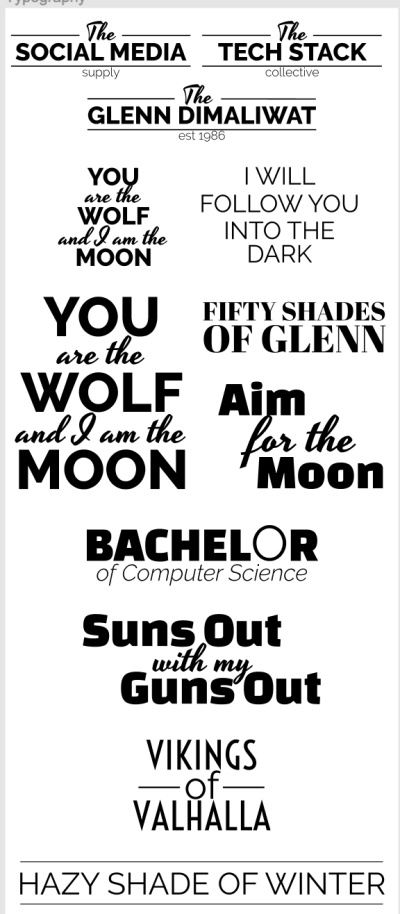 Typography
The
SOCIAL MEDIA
supply
The
TECH STACK
collective
The
GLENN DIMALIWAT
est 1986
YOU
are the
WOLF
and I am the
MOON
I WILL
FOLLOW YOU
INTO THE
DARK
YOU
are the
WOLF
and I am the
MOON
FIFTY SHADES
OF GLENN
Aim
for the
Moon
BACHELOR
of Computer Science
Suns Out
with my
Guns Out
VIKINGS
of
VALHALLA
HAZY SHADE OF WINTER